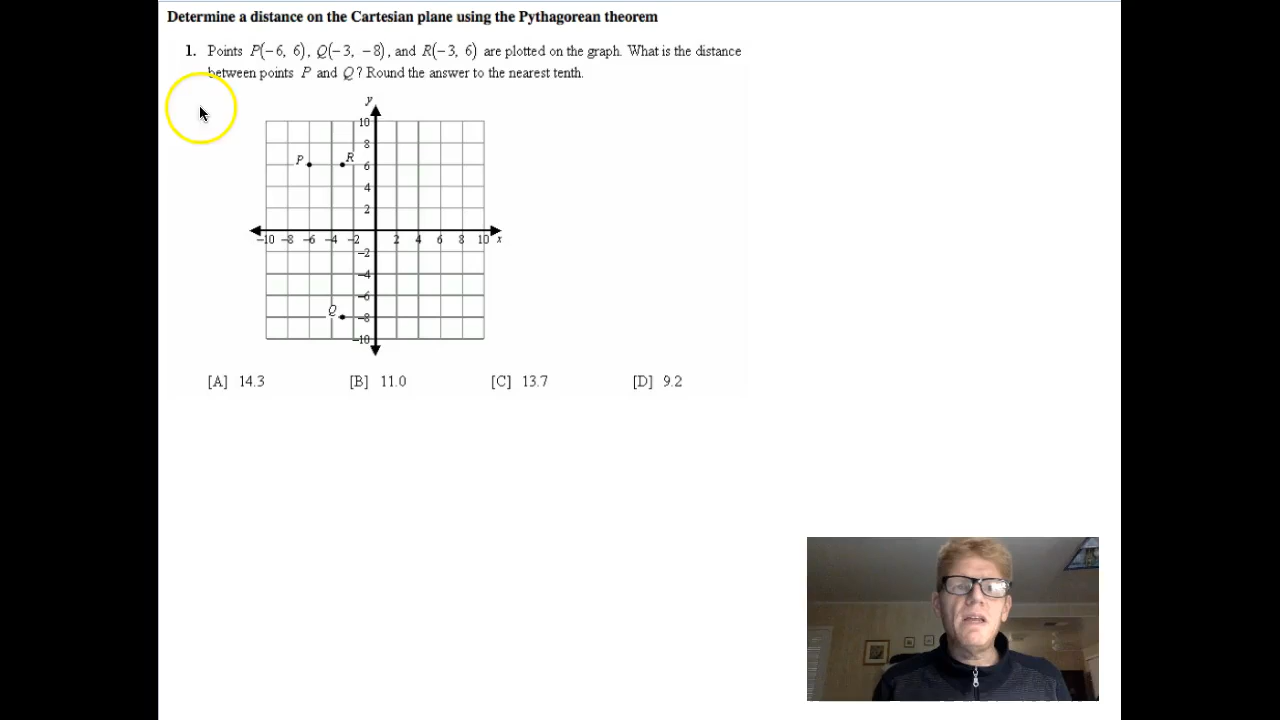 Determine a distance on the Cartesian plane using the Pythagorean theorem
1. Points P(−6, 6), Q(−3, −8), and R(−3, 6) are plotted on the graph. What is the distance
between points P and Q? Round the answer to the nearest tenth.
y
10
8
P R 6
4
2
−10 −8 −6 −4 −2 2 4 6 8 10 x
−2
−4
−6
Q −8
−10
[A] 14.3 [B] 11.0 [C] 13.7 [D] 9.2